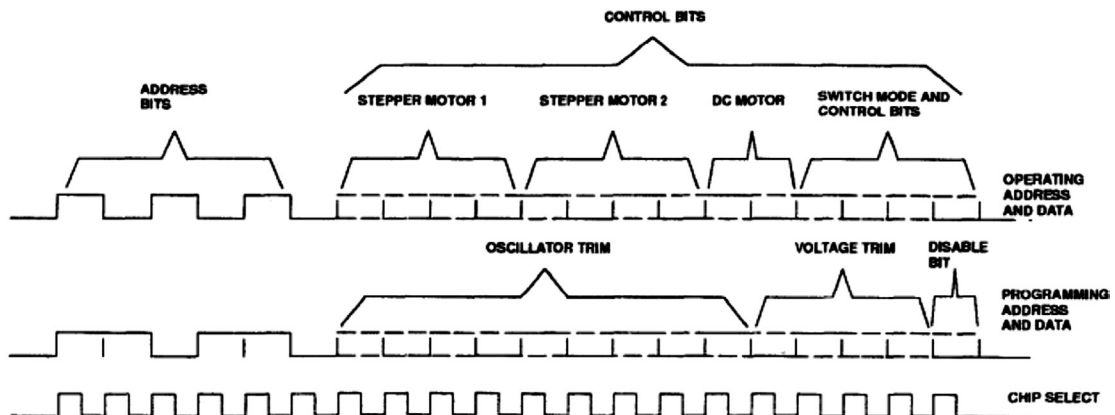 CONTROL BITS
ADDRESS
BITS
STEPPER MOTOR 1
STEPPER MOTOR 2
DC MOTOR
SWITCH MODE AND
CONTROL BITS
OPERATING
ADDRESS
AND DATA
OSCILLATOR TRIM
VOLTAGE TRIM
DISABLE
BIT
PROGRAMMING
ADDRESS
AND DATA
CHIP SELECT